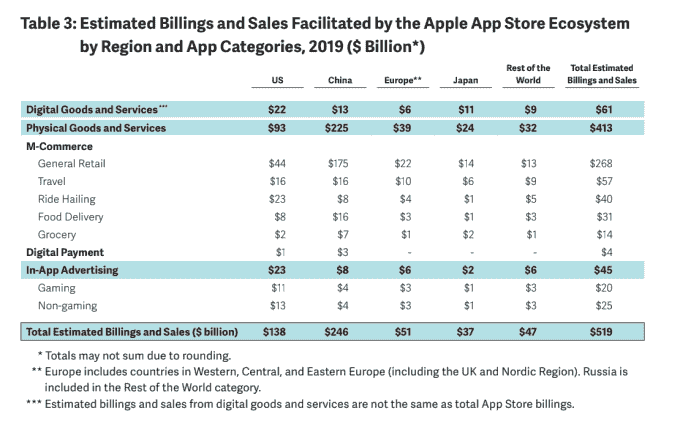 Table 3: Estimated Billings and Sales Facilitated by the Apple App Store Ecosystem
by Region and App Categories, 2019 ($ Billion*)
US China Europe** Japan Rest of the World Total Estimated Billings and Sales
Digital Goods and Services*** $22 $13 $6 $11 $9 $61
Physical Goods and Services $93 $225 $39 $24 $32 $413
M-Commerce
General Retail $44 $175 $22 $14 $13 $268
Travel $16 $16 $10 $6 $9 $57
Ride Hailing $23 $8 $4 $1 $5 $40
Food Delivery $8 $16 $3 $1 $3 $31
Grocery $2 $7 $1 $2 $1 $14
Digital Payment $1 $3 - - - $4
In-App Advertising $23 $8 $6 $2 $6 $45
Gaming $11 $4 $3 $1 $3 $20
Non-gaming $13 $4 $3 $1 $3 $25
Total Estimated Billings and Sales ($ billion) $138 $246 $51 $37 $47 $519
* Totals may not sum due to rounding.
** Europe includes countries in Western, Central, and Eastern Europe (including the UK and Nordic Region). Russia is
included in the Rest of the World category.
*** Estimated billings and sales from digital goods and services are not the same as total App Store billings.